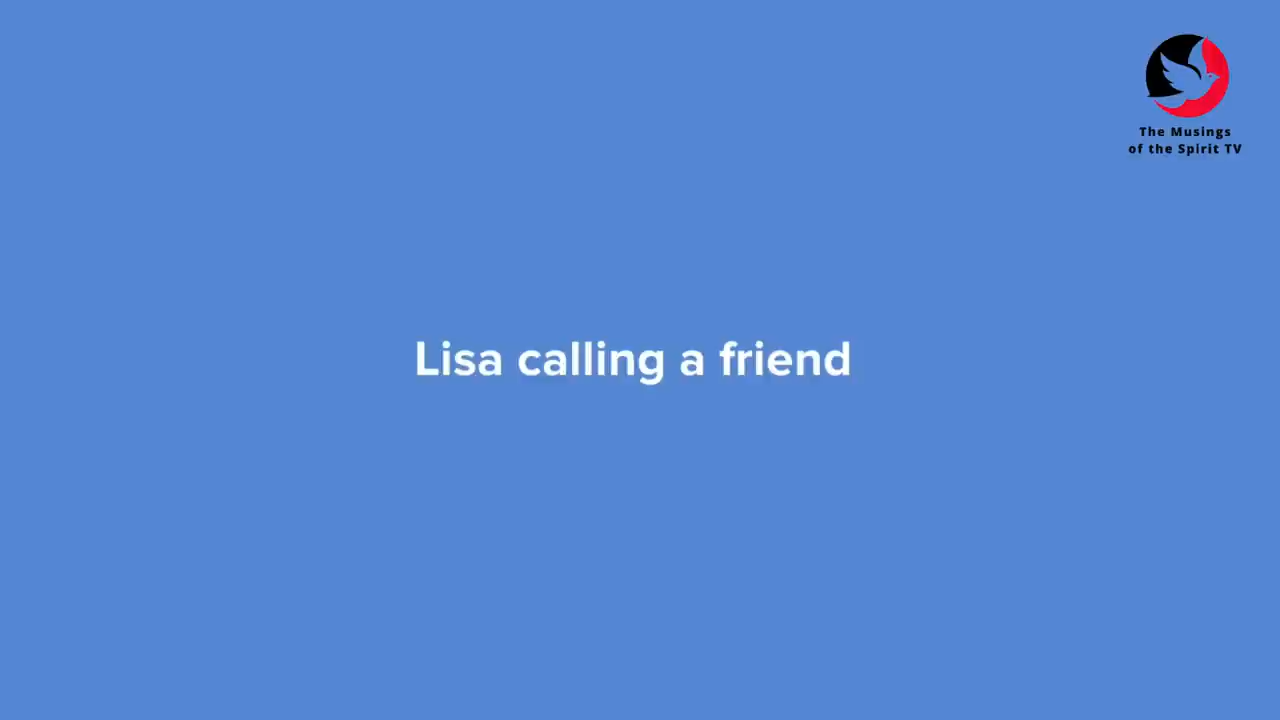 The Musings
of the Spirit TV
Lisa calling a friend